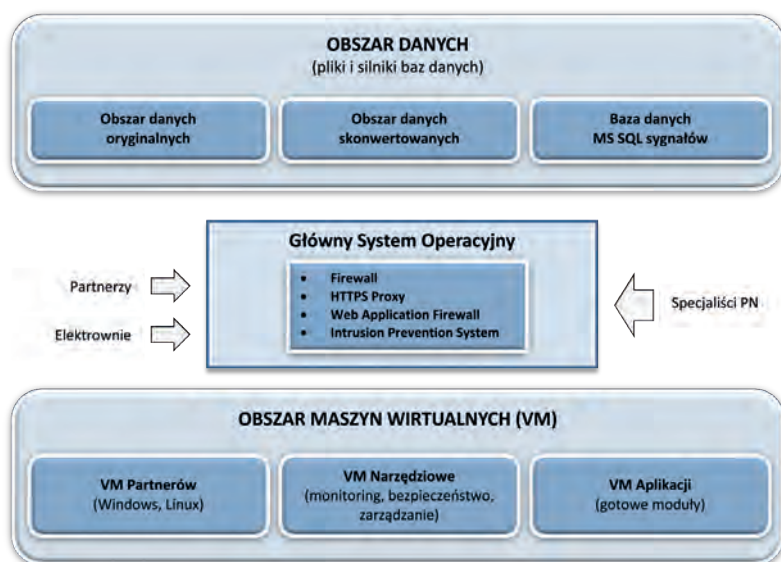 OBSZAR DANYCH
(pliki i silniki baz danych)
Obszar danych
oryginalnych
Obszar danych
skonwertowanych
Baza danych
MS SQL sygnałów
Główny System Operacyjny
• Firewall
• HTTPS Proxy
• Web Application Firewall
• Intrusion Prevention System
Partnerzy
Elektrownie
Specjaliści PN
OBSZAR MASZYN WIRTUALNYCH (VM)
VM Partnerów
(Windows, Linux)
VM Narzędziowe
(monitoring, bezpieczeństwo,
zarządzanie)
VM Aplikacji
(gotowe moduły)